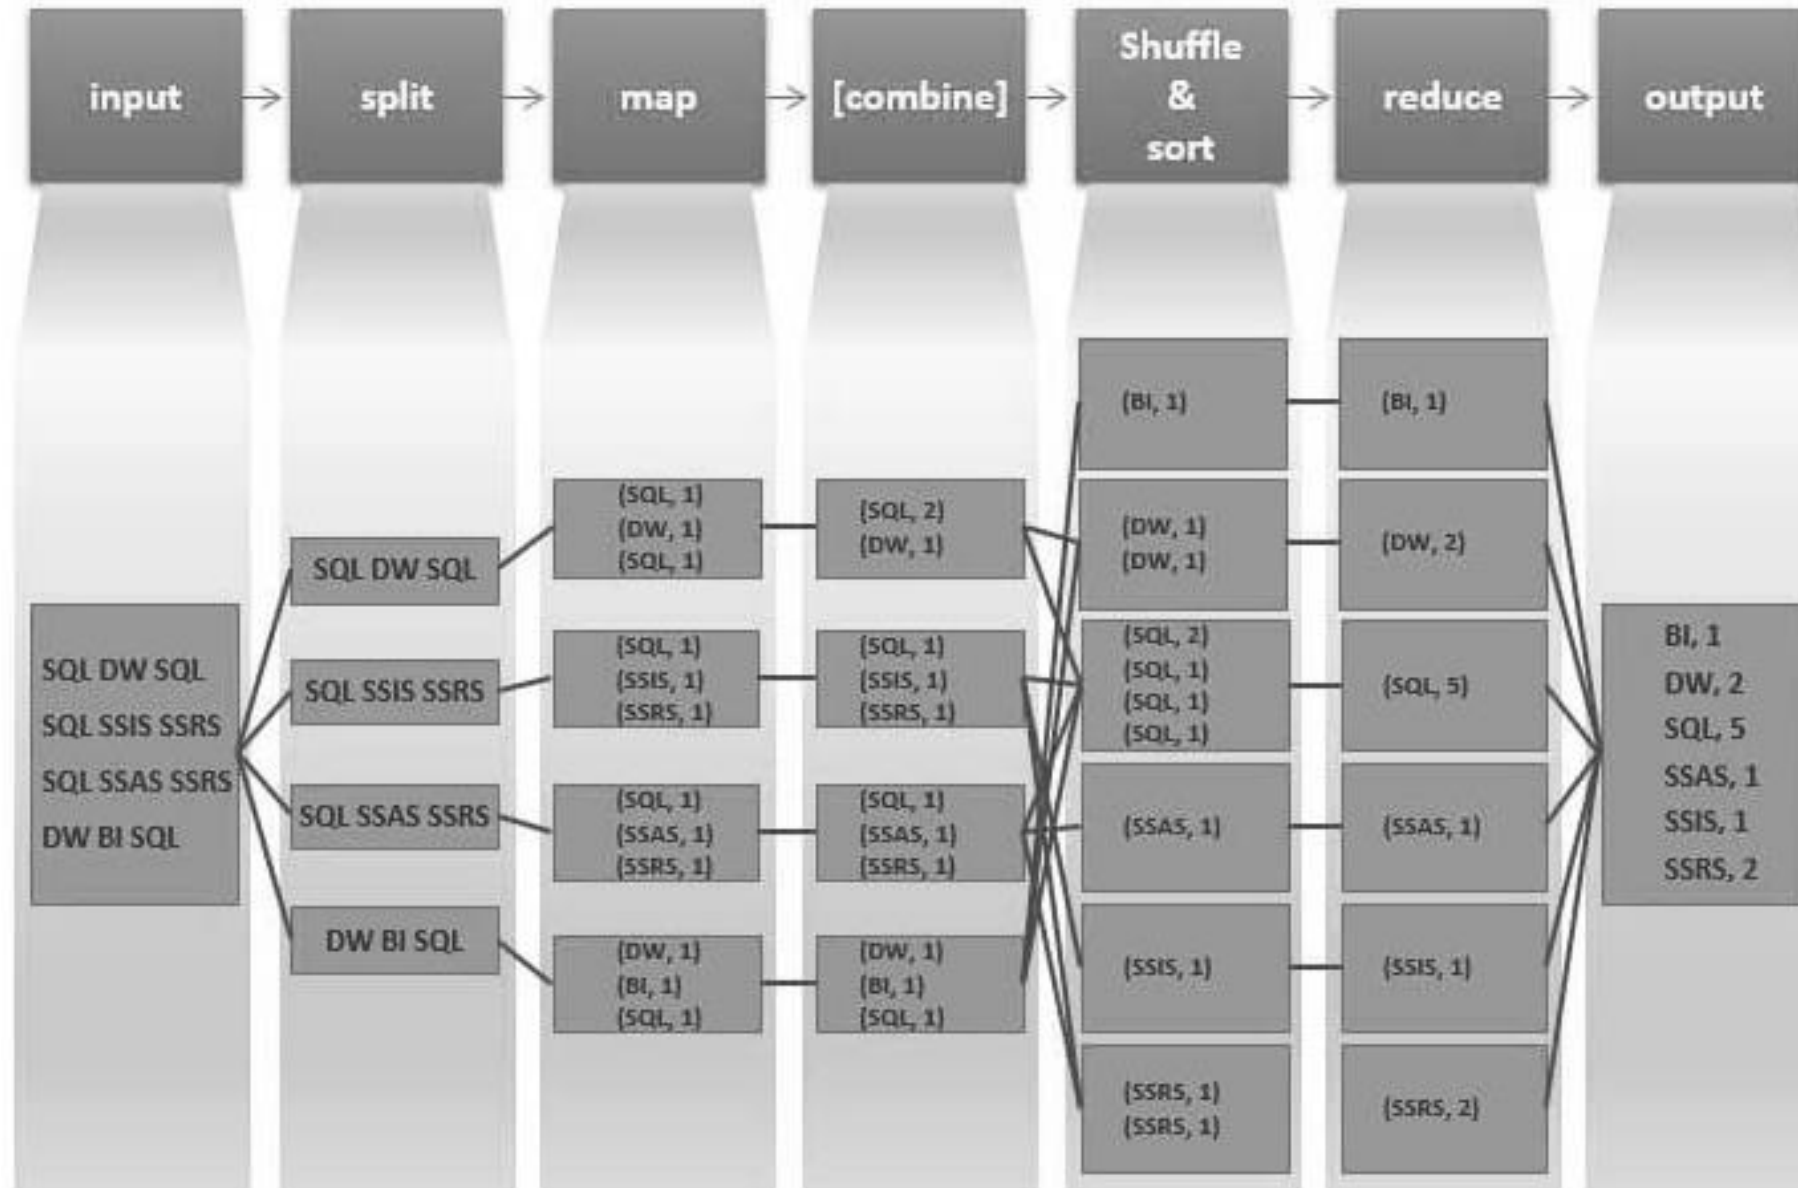 input
split
map
[combine]
Shuffle
&
sort
reduce
output
SQL DW SQL
SQL SSIS SSRS
SQL SSAS SSRS
DW BI SQL
SQL DW SQL
SQL SSIS SSRS
SQL SSAS SSRS
DW BI SQL
(SQL, 1)
(DW, 1)
(SQL, 1)
(SQL, 1)
(SSIS, 1)
(SSRS, 1)
(SQL, 1)
(SSAS, 1)
(SSRS, 1)
(DW, 1)
(BI, 1)
(SQL, 1)
(SQL, 2)
(DW, 1)
(SQL, 1)
(SSIS, 1)
(SSRS, 1)
(SQL, 1)
(SSAS, 1)
(SSRS, 1)
(DW, 1)
(BI, 1)
(SQL, 1)
(BI, 1)
(DW, 1)
(DW, 1)
(SQL, 2)
(SQL, 1)
(SQL, 1)
(SQL, 1)
(SSAS, 1)
(SSIS, 1)
(SSRS, 1)
(SSRS, 1)
(BI, 1)
(DW, 2)
(SQL, 5)
(SSAS, 1)
(SSIS, 1)
(SSRS, 2)
BI, 1
DW, 2
SQL, 5
SSAS, 1
SSIS, 1
SSRS, 2